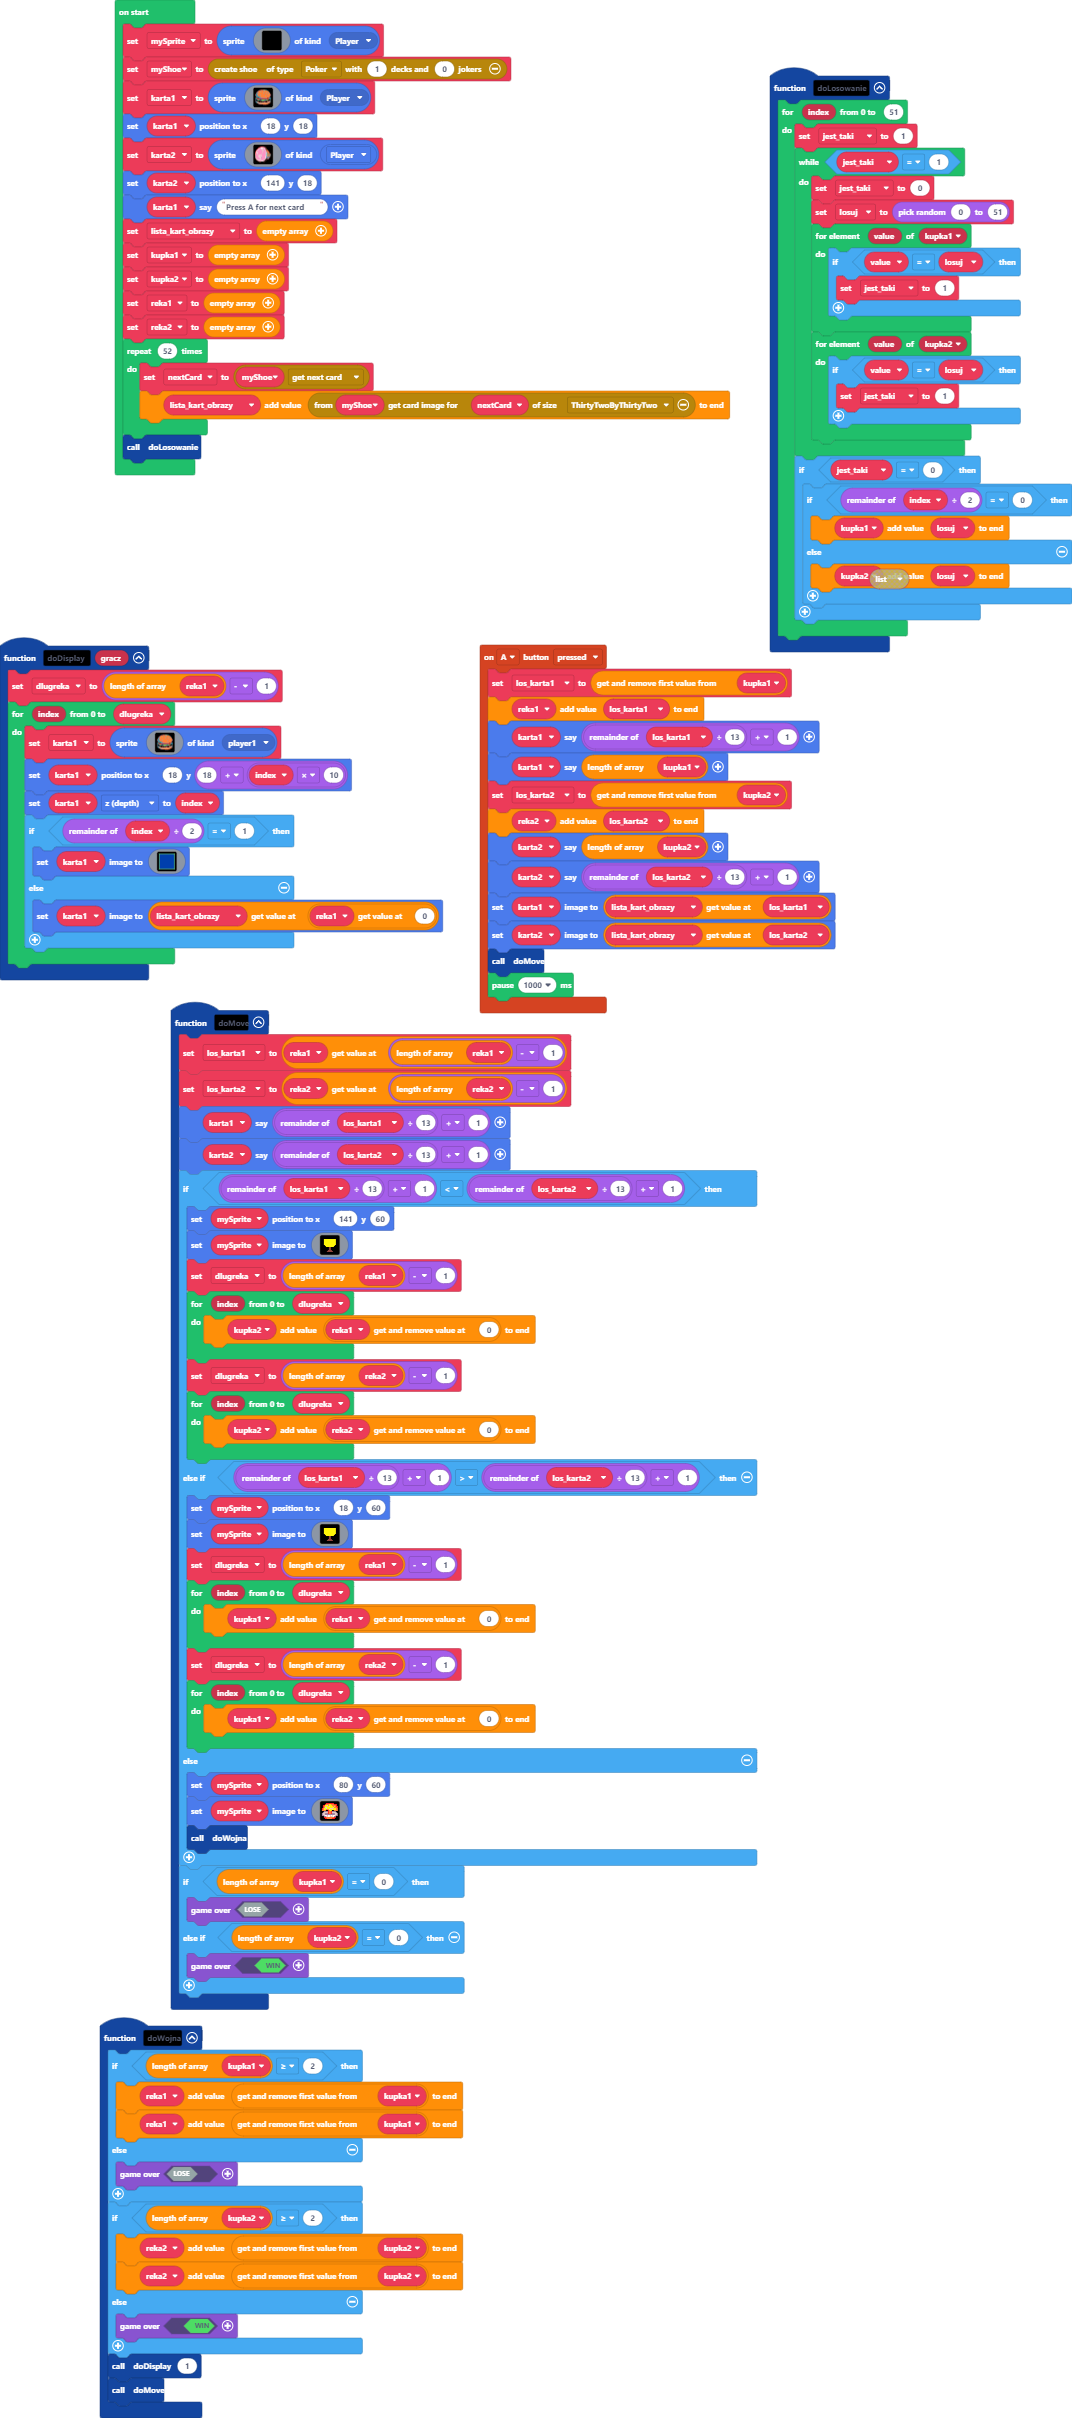 on start
set mySprite to sprite of kind Player
set myShoe to create shoe of type Poker with 1 decks and 0 jokers
set karta1 to sprite of kind Player
set karta1 position to x 18 y 18
set karta2 to sprite of kind Player
set karta2 position to x 141 y 18
karta1 say "Press A for next card"
set lista_kart_obrazy to empty array
set kupka1 to empty array
set kupka2 to empty array
set reka1 to empty array
set reka2 to empty array
repeat 52 times
do
set nextCard to myShoe get next card
lista_kart_obrazy add value from myShoe get card image for nextCard of size ThirtyTwoByThirtyTwo to end
call doLosowanie
function doLosowanie
for index from 0 to 51
do
set jest_taki to 1
while jest_taki = 1
do
set jest_taki to 0
set losuj to pick random 0 to 51
for element value of kupka1
do
if value = losuj then
set jest_taki to 1
for element value of kupka2
do
if value = losuj then
set jest_taki to 1
if jest_taki = 0 then
if remainder of index ÷ 2 = 0 then
kupka1 add value losuj to end
else
kupka2 list alue losuj to end
function doDisplay gracz
set dlugreka to length of array reka1 - 1
for index from 0 to dlugreka
do
set karta1 to sprite of kind player1
set karta1 position to x 18 y 18 + index × 10
set karta1 z (depth) to index
if remainder of index ÷ 2 = 1 then
set karta1 image to
else
set karta1 image to lista_kart_obrazy get value at reka1 get value at 0
on A button pressed
set los_karta1 to get and remove first value from kupka1
reka1 add value los_karta1 to end
karta1 say remainder of los_karta1 ÷ 13 + 1
karta1 say length of array kupka1
set los_karta2 to get and remove first value from kupka2
reka2 add value los_karta2 to end
karta2 say length of array kupka2
karta2 say remainder of los_karta2 ÷ 13 + 1
set karta1 image to lista_kart_obrazy get value at los_karta1
set karta2 image to lista_kart_obrazy get value at los_karta2
call doMove
pause 1000 ms
function doMove
set los_karta1 to reka1 get value at length of array reka1 - 1
set los_karta2 to reka2 get value at length of array reka2 - 1
karta1 say remainder of los_karta1 ÷ 13 + 1
karta2 say remainder of los_karta2 ÷ 13 + 1
if remainder of los_karta1 ÷ 13 + 1 < remainder of los_karta2 ÷ 13 + 1 then
set mySprite position to x 141 y 60
set mySprite image to
set dlugreka to length of array reka1 - 1
for index from 0 to dlugreka
do
kupka2 add value reka1 get and remove value at 0 to end
set dlugreka to length of array reka2 - 1
for index from 0 to dlugreka
do
kupka2 add value reka2 get and remove value at 0 to end
else if remainder of los_karta1 ÷ 13 + 1 > remainder of los_karta2 ÷ 13 + 1 then
set mySprite position to x 18 y 60
set mySprite image to
set dlugreka to length of array reka1 - 1
for index from 0 to dlugreka
do
kupka1 add value reka1 get and remove value at 0 to end
set dlugreka to length of array reka2 - 1
for index from 0 to dlugreka
do
kupka1 add value reka2 get and remove value at 0 to end
else
set mySprite position to x 80 y 60
set mySprite image to
call doWojna
if length of array kupka1 = 0 then
game over LOSE
else if length of array kupka2 = 0 then
game over WIN
function doWojna
if length of array kupka1 ≥ 2 then
reka1 add value get and remove first value from kupka1 to end
reka1 add value get and remove first value from kupka1 to end
else
game over LOSE
if length of array kupka2 ≥ 2 then
reka2 add value get and remove first value from kupka2 to end
reka2 add value get and remove first value from kupka2 to end
else
game over WIN
call doDisplay 1
call doMove